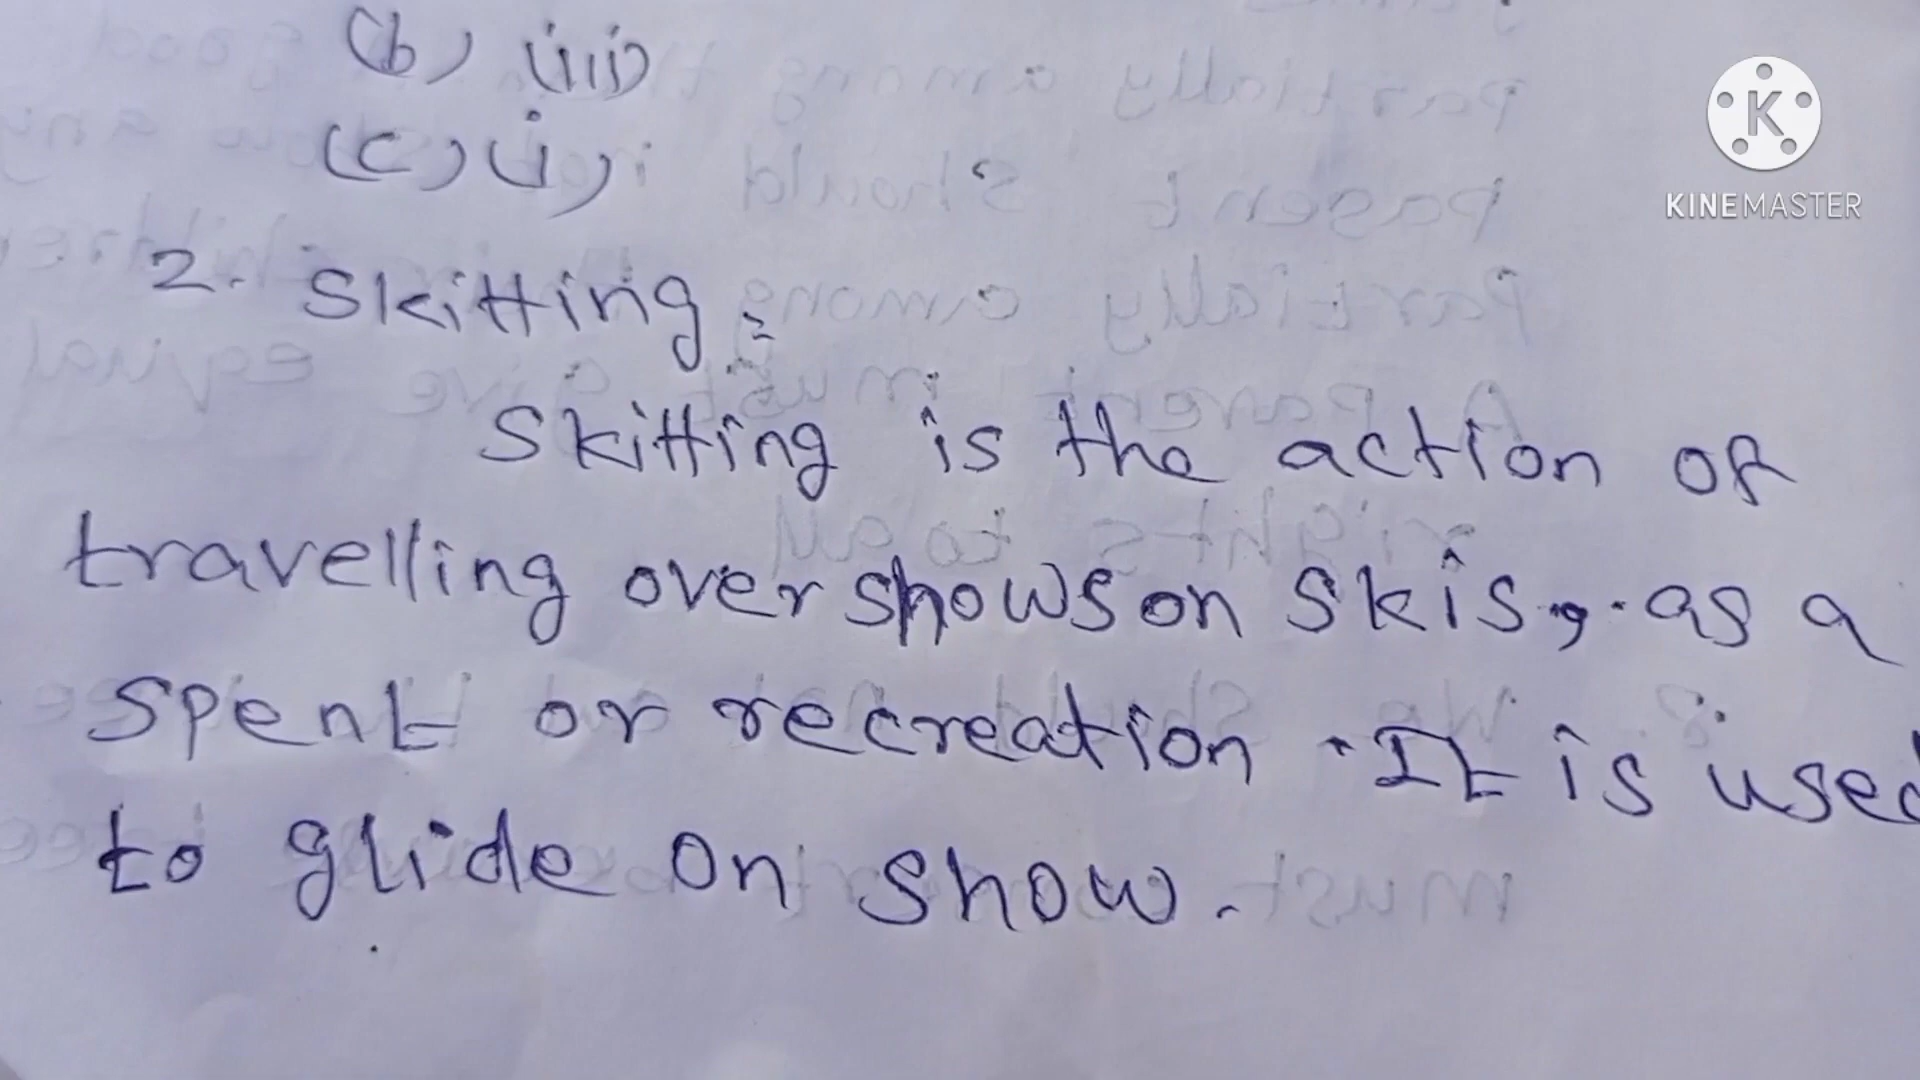 (b) (iii)
(c) (i)
2. Skitting:
Skitting is the action of
travelling over shows on skis, as a
spent or recreation. It is used
to glide on show.
K
KINEMASTER